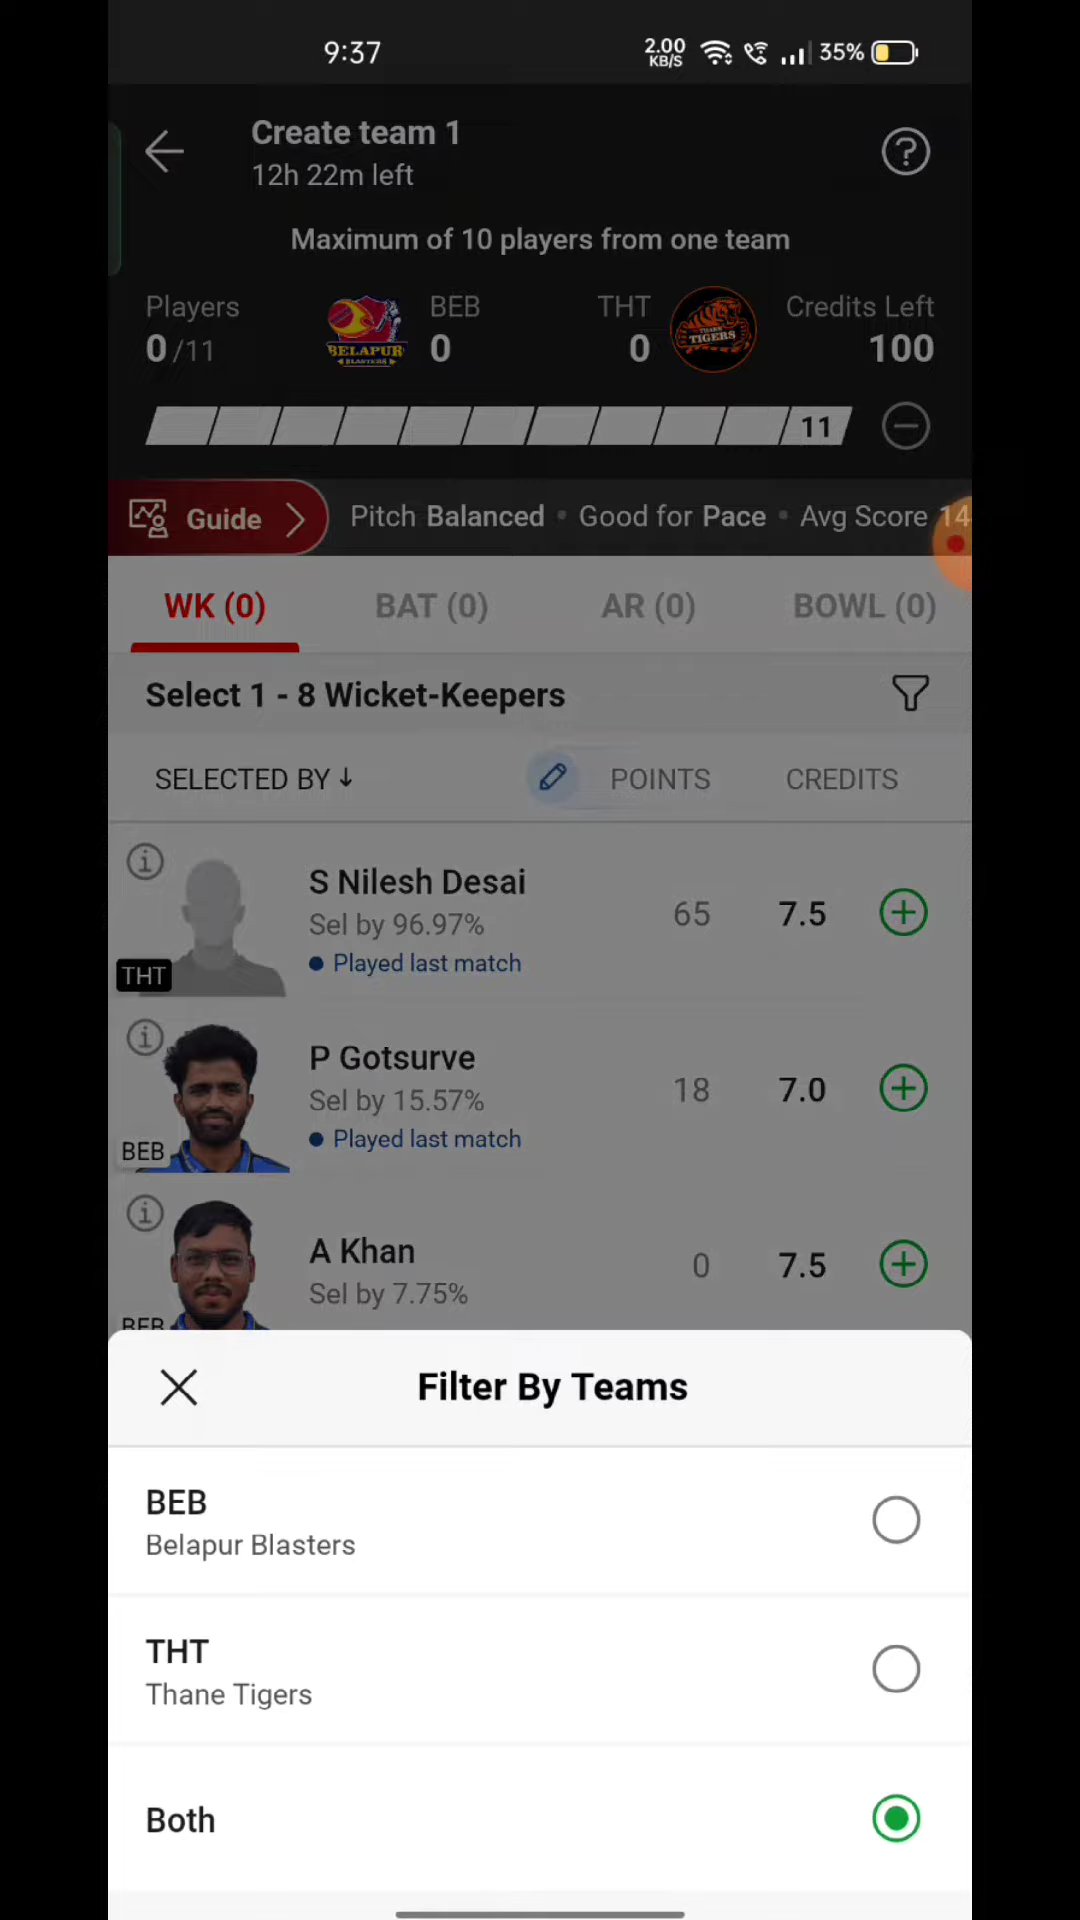 9:37
2.00
KB/S
35%
Create team 1
12h 22m left
?
Maximum of 10 players from one team
Players
BEB
THT
Credits Left
0/11
BELAPUR
BLASTERS
0
0
THANE
TIGERS
100
11
Guide
Pitch Balanced • Good for Pace • Avg Score 14
WK (0)
BAT (0)
AR (0)
BOWL (0)
Select 1 - 8 Wicket-Keepers
SELECTED BY ↓
POINTS
CREDITS
S Nilesh Desai
Sel by 96.97%
65
7.5
• Played last match
THT
P Gotsurve
Sel by 15.57%
18
7.0
• Played last match
BEB
A Khan
Sel by 7.75%
0
7.5
BEB
Filter By Teams
BEB
Belapur Blasters
THT
Thane Tigers
Both